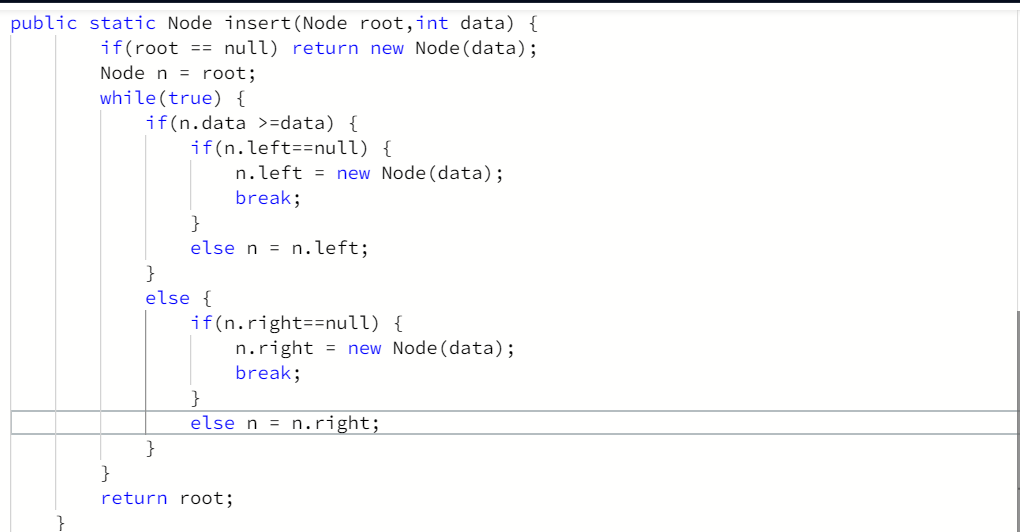 public static Node insert(Node root,int data) {
        if(root == null) return new Node(data);
        Node n = root;
        while(true) {
            if(n.data >=data) {
                if(n.left==null) {
                    n.left = new Node(data);
                    break;
                }
                else n = n.left;
            }
            else {
                if(n.right==null) {
                    n.right = new Node(data);
                    break;
                }
                else n = n.right;
            }
        }
        return root;
    }